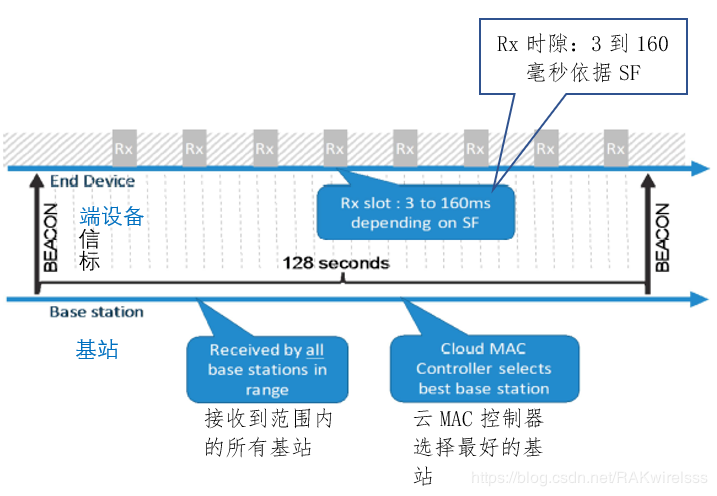 Rx 时隙：3 到 160
毫秒依据 SF
Rx Rx Rx Rx Rx Rx Rx Rx
End Device
端设备
Rx slot : 3 to 160ms
depending on SF
BEACON
信
标
BEACON
128 seconds
Base station
基站
Received by all
base stations in
range
接收到范围内
的所有基站
Cloud MAC
Controller selects
best base station
云 MAC 控制器
选择最好的基
站
https://blog.csdn.net/RAKwirelsss